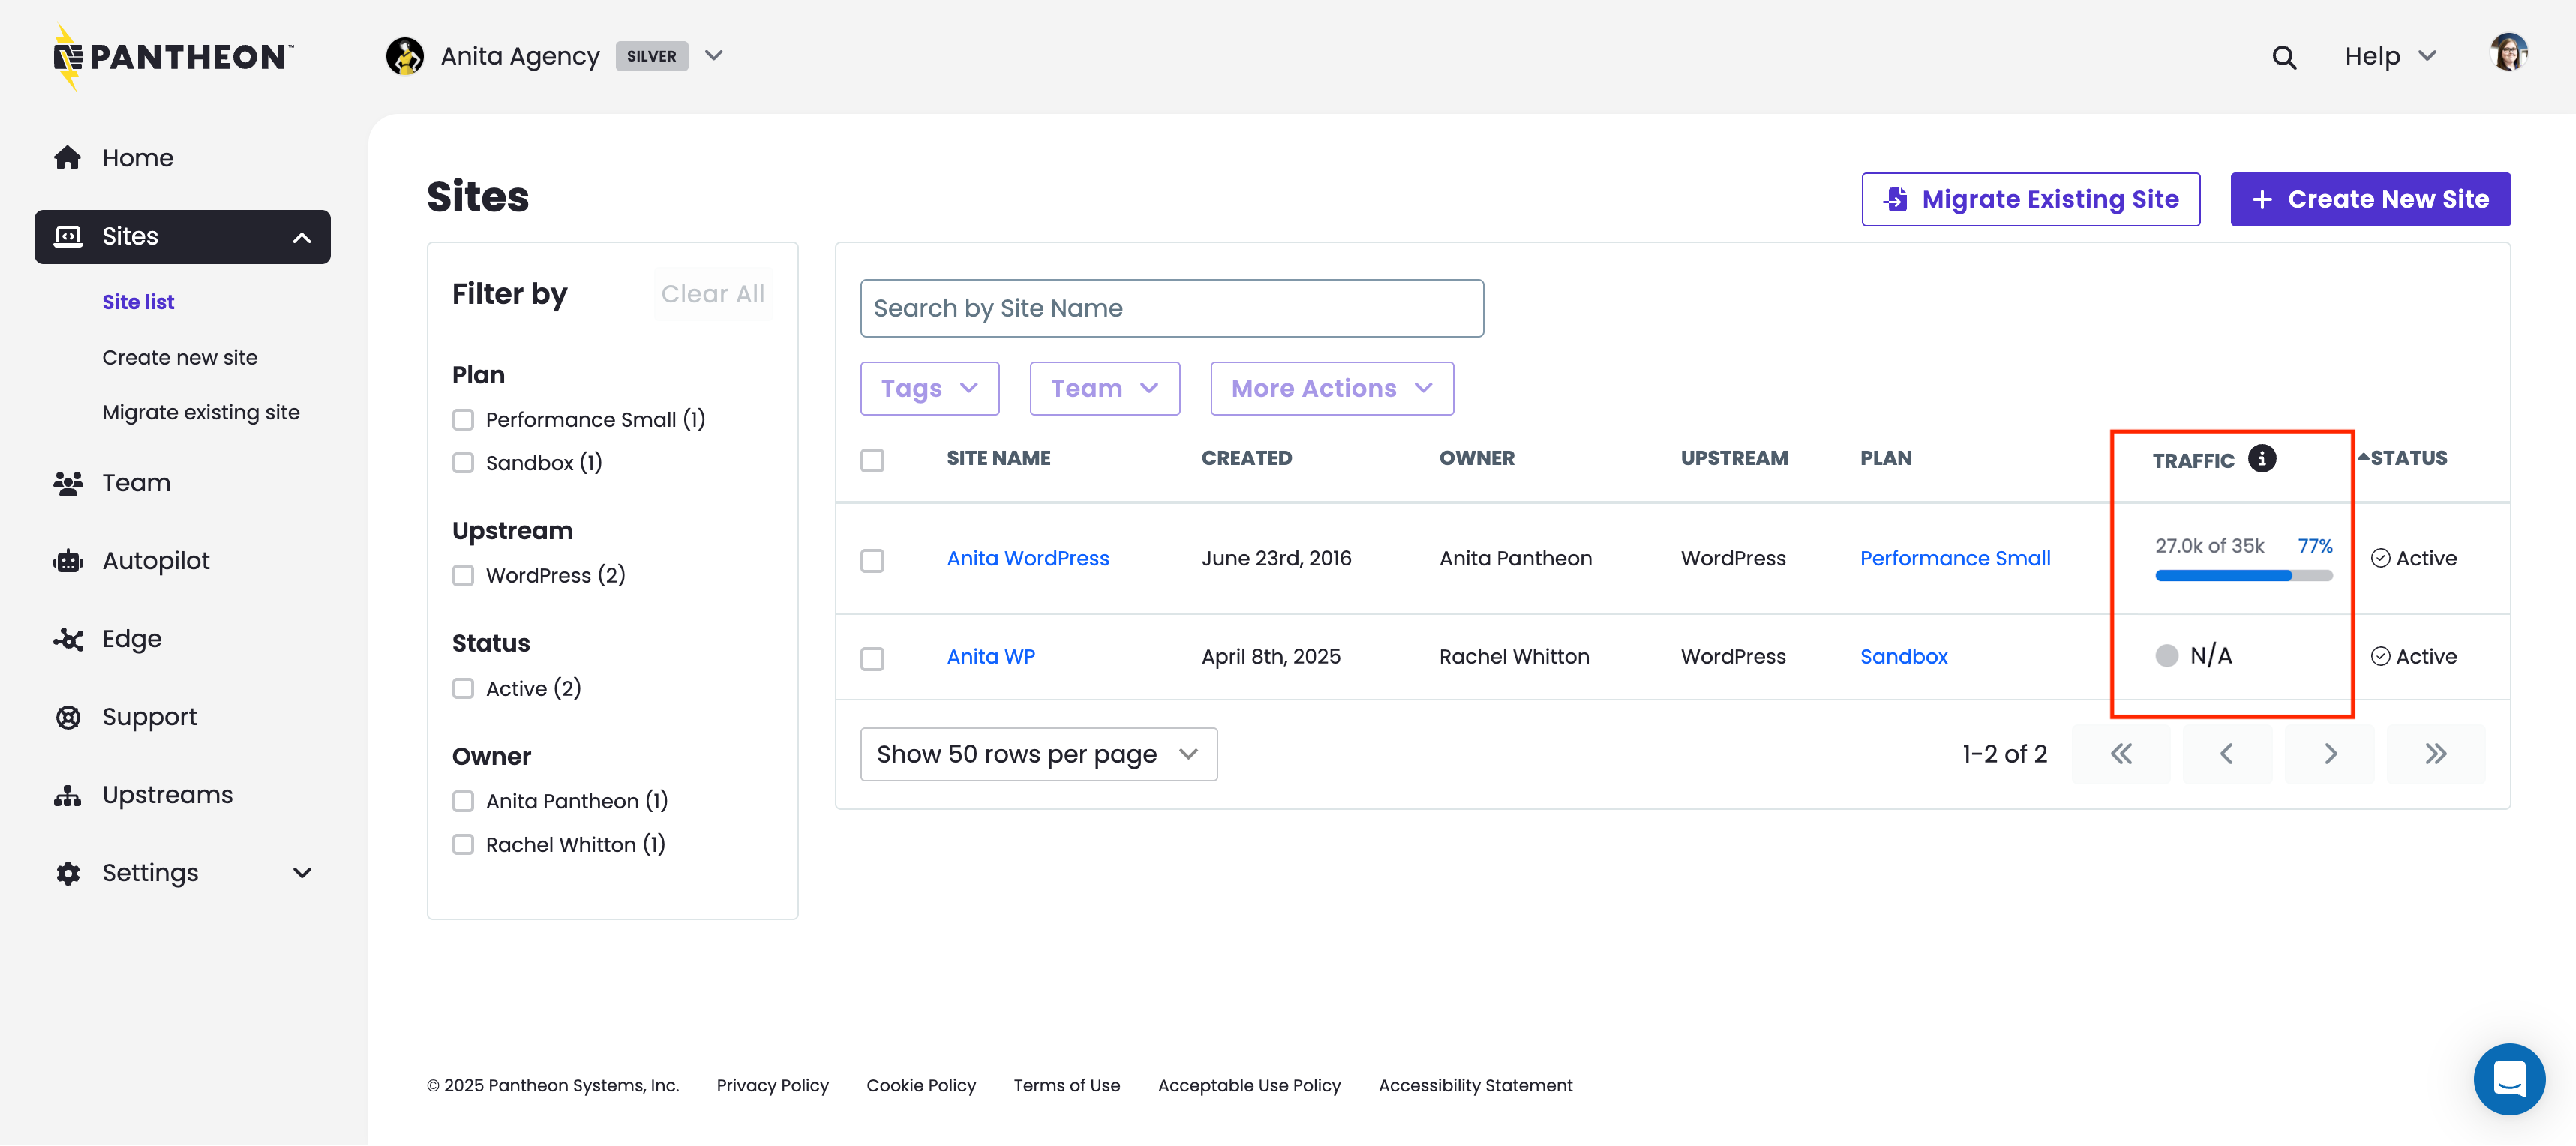 PANTHEON™
Anita Agency SILVER
Help
Home
Sites
Site list
Create new site
Migrate existing site
Team
Autopilot
Edge
Support
Upstreams
Settings
Sites
Migrate Existing Site
+ Create New Site
Filter by Clear All
Plan
Performance Small (1)
Sandbox (1)
Upstream
WordPress (2)
Status
Active (2)
Owner
Anita Pantheon (1)
Rachel Whitton (1)
Search by Site Name
Tags Team More Actions
SITE NAME CREATED OWNER UPSTREAM PLAN TRAFFIC i STATUS
Anita WordPress June 23rd, 2016 Anita Pantheon WordPress Performance Small 27.0k of 35k 77% Active
Anita WP April 8th, 2025 Rachel Whitton WordPress Sandbox N/A Active
Show 50 rows per page 1-2 of 2
© 2025 Pantheon Systems, Inc. Privacy Policy Cookie Policy Terms of Use Acceptable Use Policy Accessibility Statement